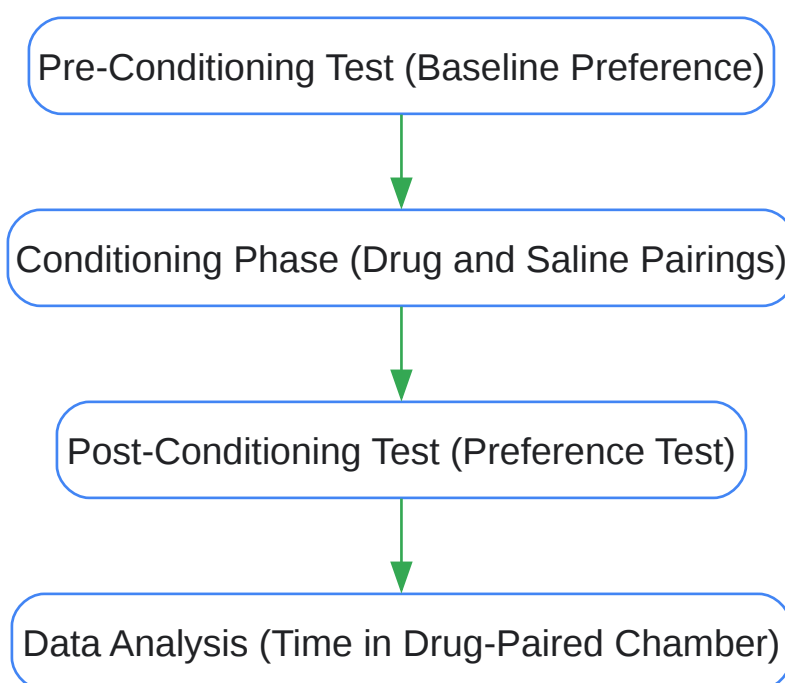 Pre-Conditioning Test (Baseline Preference)
Conditioning Phase (Drug and Saline Pairings)
Post-Conditioning Test (Preference Test)
Data Analysis (Time in Drug-Paired Chamber)